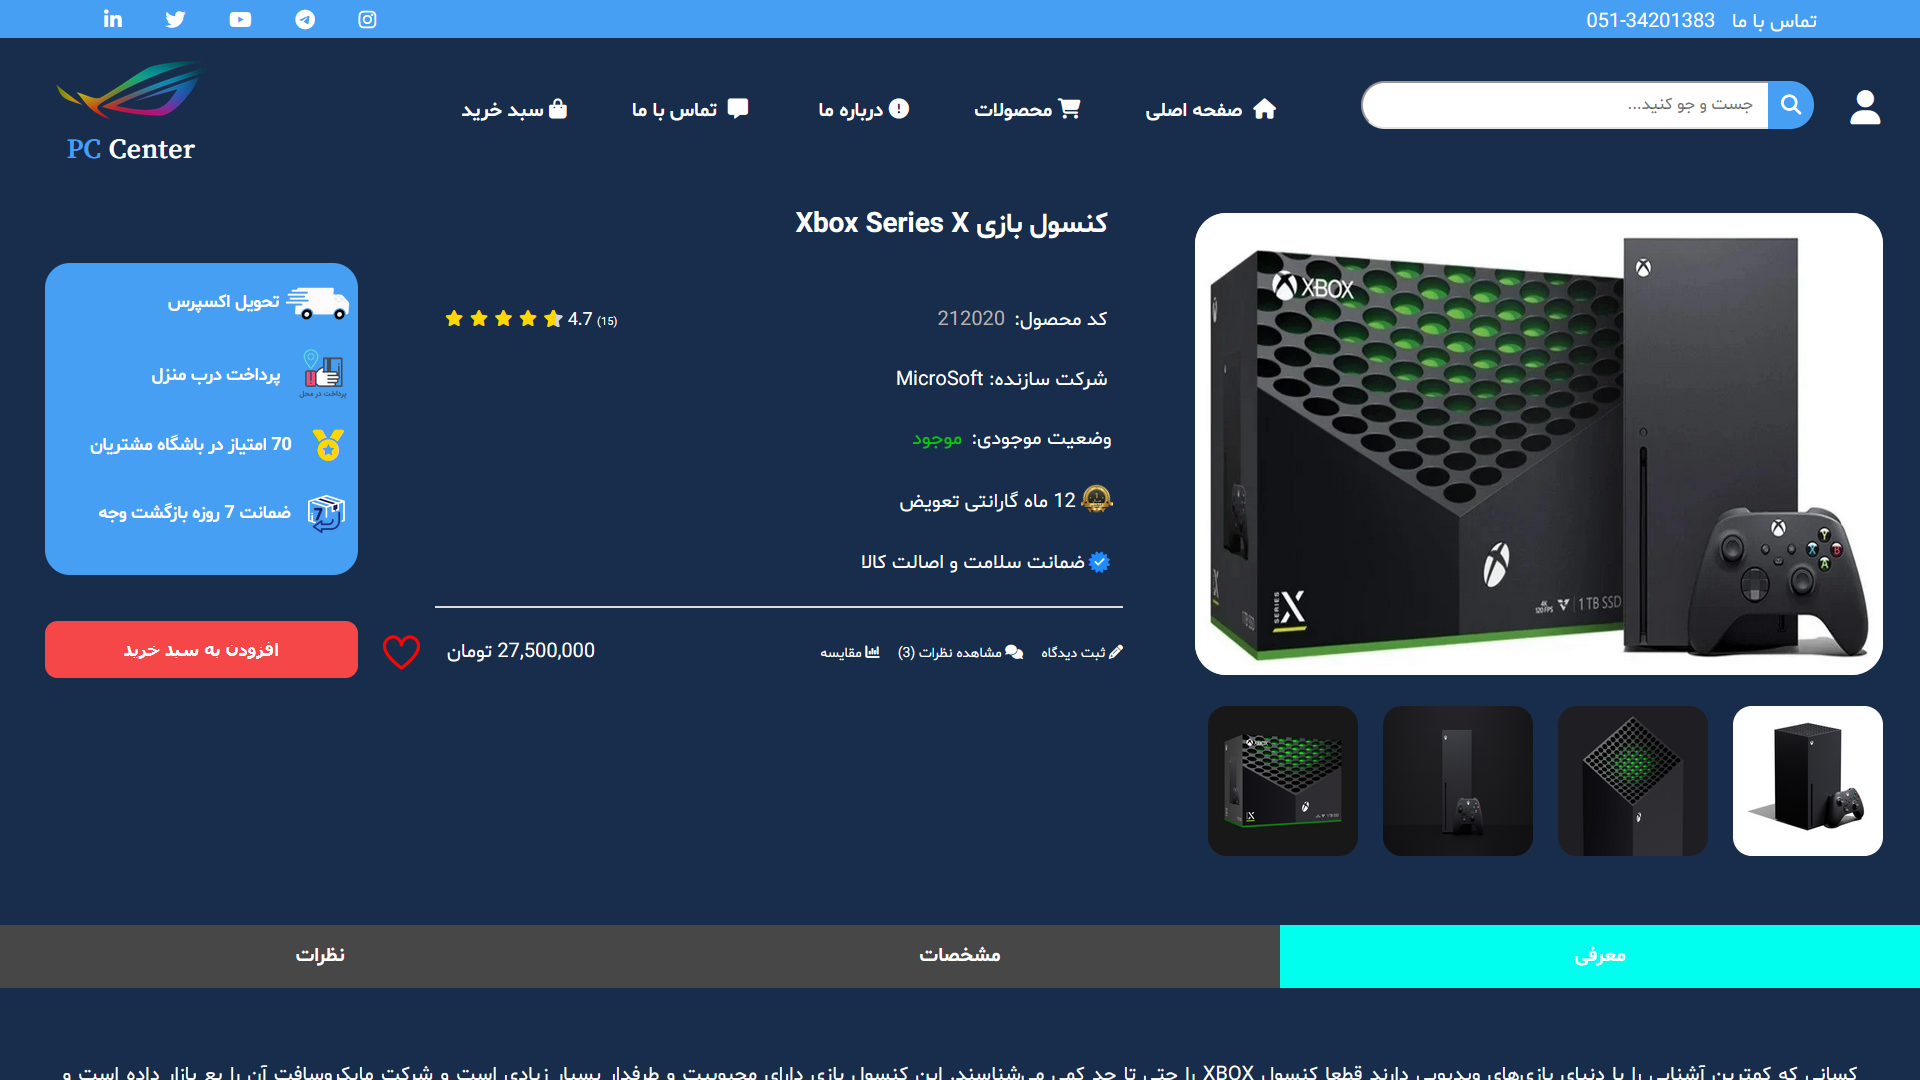 تماس با ما 051-34201383
جست و جو کنید...
صفحه اصلی
محصولات
درباره ما
تماس با ما
سبد خرید
PC Center
کنسول بازی Xbox Series X
کد محصول: 212020
4.7 (15)
شرکت سازنده: MicroSoft
وضعیت موجودی: موجود
12 ماه گارانتی تعویض
ضمانت سلامت و اصالت کالا
ثبت دیدگاه
مشاهده نظرات (3)
مقایسه
27,500,000 تومان
تحویل اکسپرس
پرداخت درب منزل
پرداخت در محل
70 امتیاز در باشگاه مشتریان
ضمانت 7 روزه بازگشت وجه
7
افزودن به سبد خرید
XBOX
SERIES X
4K
120 FPS
1 TB SSD
Y
X
B
A
معرفی
مشخصات
نظرات
کسانی که کمترین آشنایی را با دنیای بازی‌های ویدیویی دارند قطعا کنسول XBOX را حتی تا حد کمی می‌شناسند. این کنسول بازی دارای محبوبیت و طرفدار بسیار زیادی است و شرکت مایکروسافت آن را به بازار داده است و